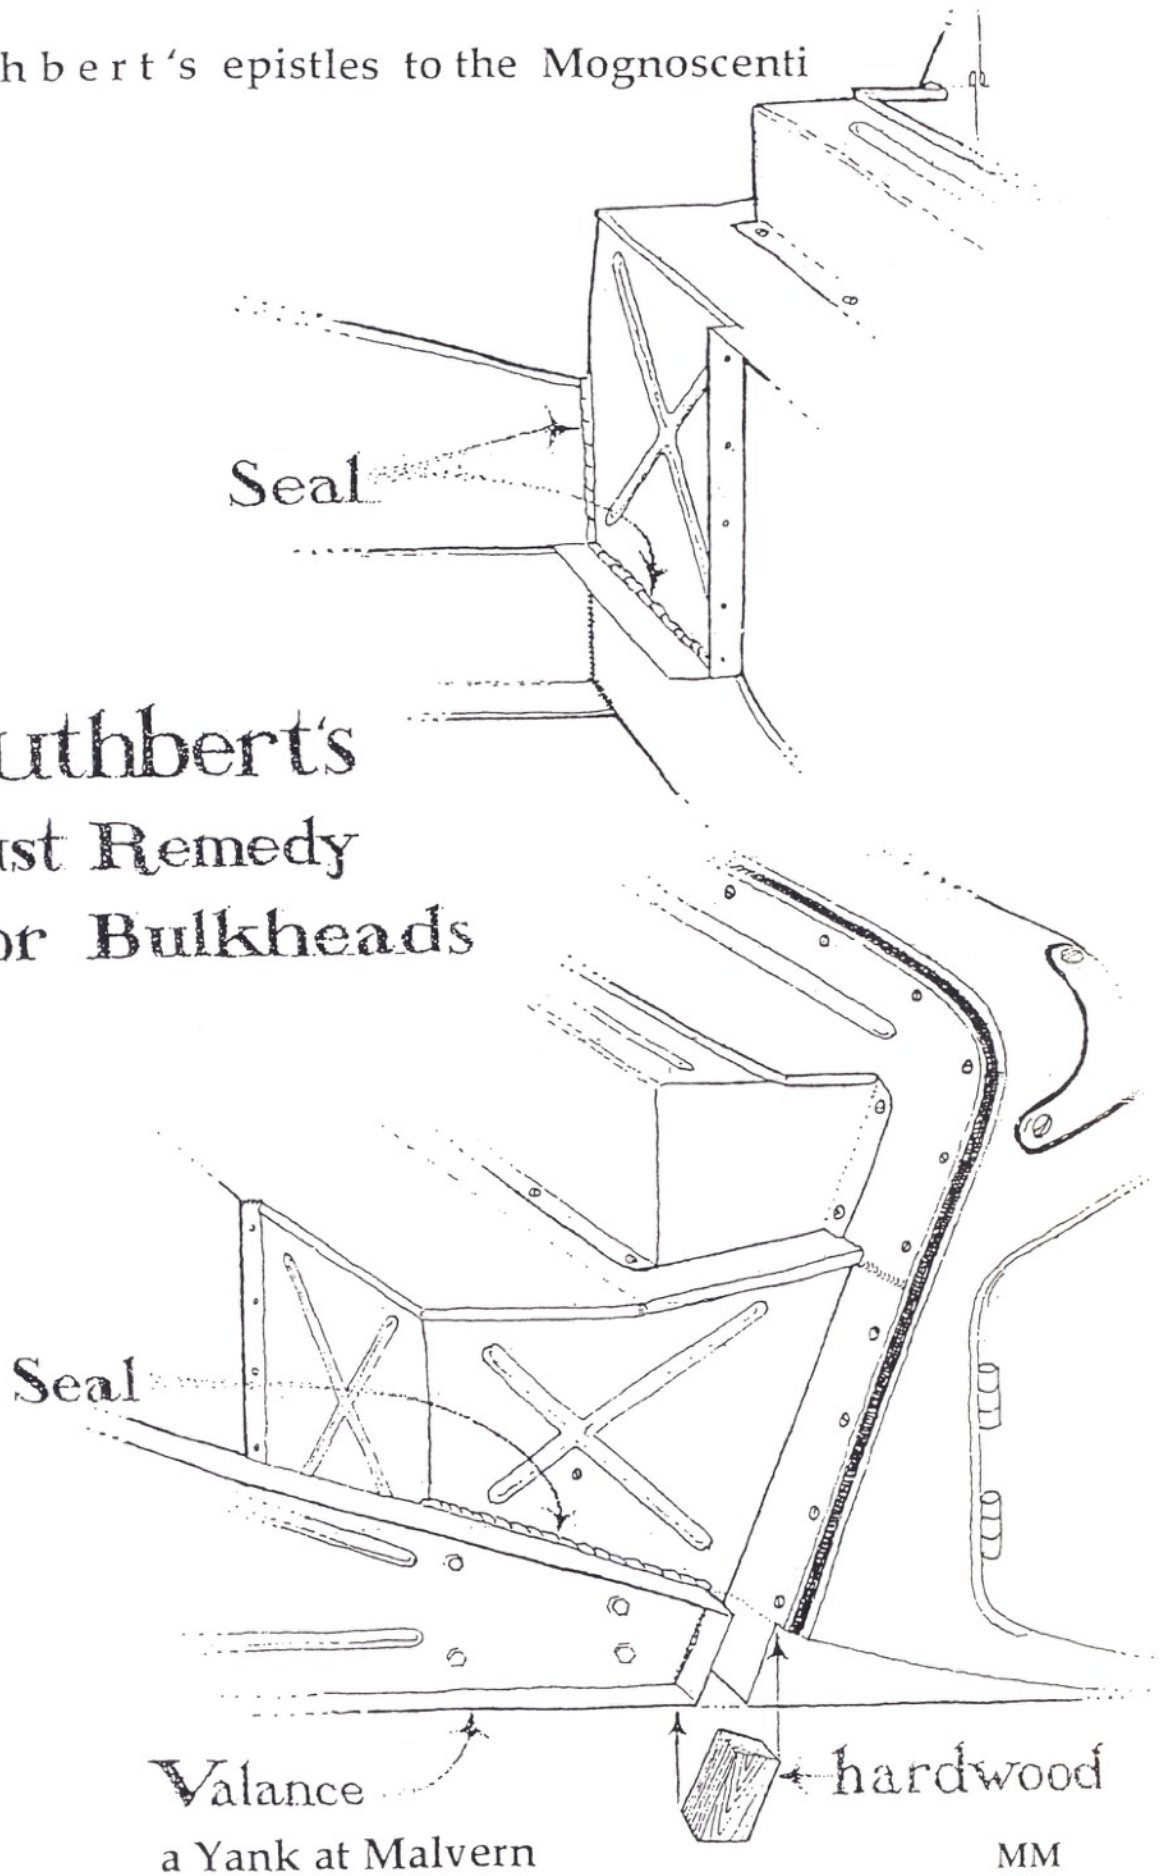 hbert's epistles to the Mognoscenti
Seal
uthbert's
ust Remedy
or Bulkheads
Seal
hardwood
Valance
a Yank at Malvern
MM